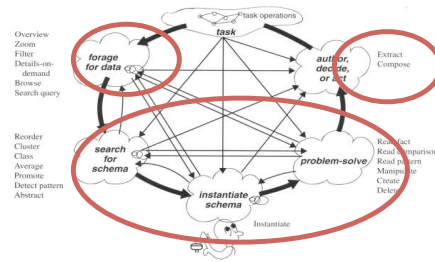 task operations
task
Overview
Zoom
Filter
Details-on-
demand
Browse
Search query
forage
for data
author,
decide,
or act
Extract
Compose
Reorder
Cluster
Class
Average
Promote
Detect pattern
Abstract
search
for
schema
problem-solve
Read fact
Read comparison
Read pattern
Manipulate
Create
Delete
instantiate
schema
Instantiate